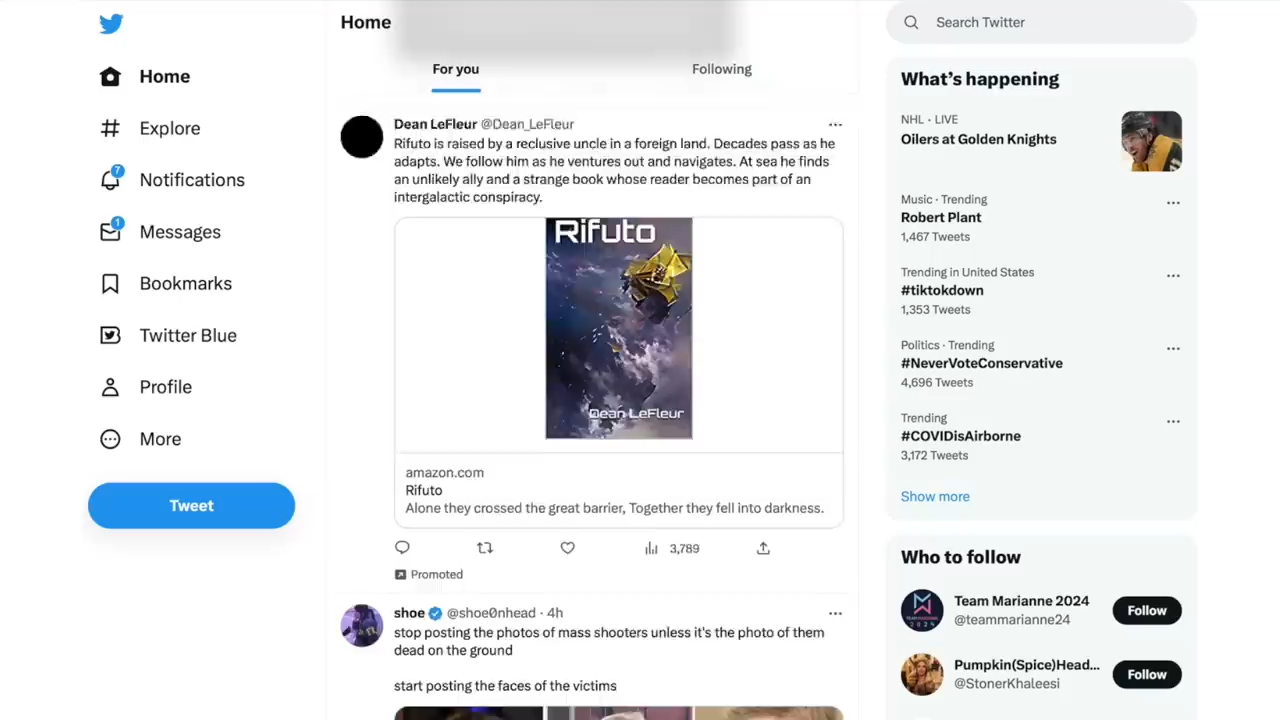 Home
Explore
Notifications
7
Messages
1
Bookmarks
Twitter Blue
Profile
More
Tweet
Home
For you
Following
Dean LeFleur @Dean_LeFleur
Rifuto is raised by a reclusive uncle in a foreign land. Decades pass as he
adapts. We follow him as he ventures out and navigates. At sea he finds
an unlikely ally and a strange book whose reader becomes part of an
intergalactic conspiracy.
Rifuto
Dean LeFleur
amazon.com
Rifuto
Alone they crossed the great barrier, Together they fell into darkness.
3,789
Promoted
shoe @shoe0nhead · 4h
stop posting the photos of mass shooters unless it's the photo of them
dead on the ground
start posting the faces of the victims
Search Twitter
What's happening
NHL · LIVE
Oilers at Golden Knights
Music · Trending
Robert Plant
1,467 Tweets
Trending in United States
#tiktokdown
1,353 Tweets
Politics · Trending
#NeverVoteConservative
4,696 Tweets
Trending
#COVIDisAirborne
3,172 Tweets
Show more
Who to follow
Team Marianne 2024
@teammarianne24
Follow
Pumpkin(Spice)Head...
@StonerKhaleesi
Follow